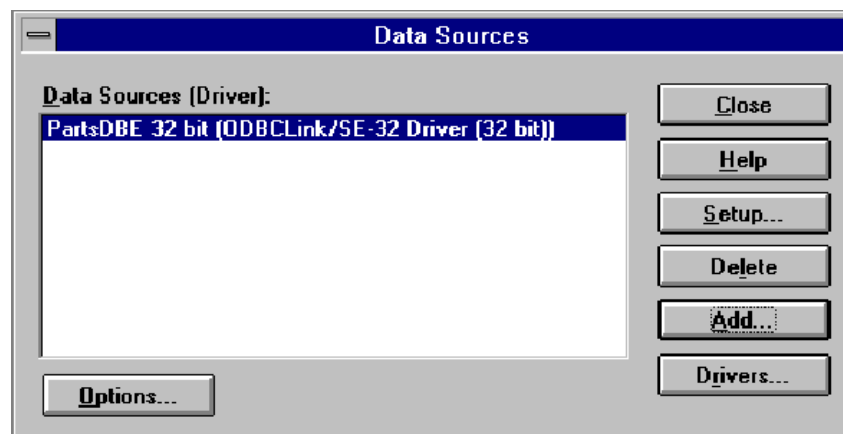 Data Sources
Data Sources (Driver):
PartsDBE 32 bit (ODBCLink/SE-32 Driver (32 bit))
Close
Help
Setup...
Delete
Add...
Drivers...
Options...